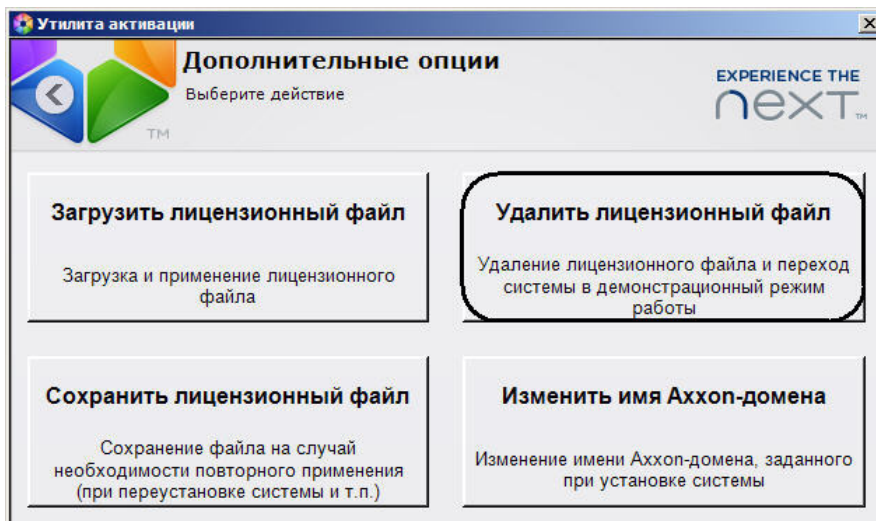 Утилита активации
Дополнительные опции
Выберите действие
EXPERIENCE THE
next™
TM
Загрузить лицензионный файл
Загрузка и применение лицензионного
файла
Удалить лицензионный файл
Удаление лицензионного файла и переход
системы в демонстрационный режим
работы
Сохранить лицензионный файл
Сохранение файла на случай
необходимости повторного применения
(при переустановке системы и т.п.)
Изменить имя Axxon-домена
Изменение имени Axxon-домена, заданного
при установке системы